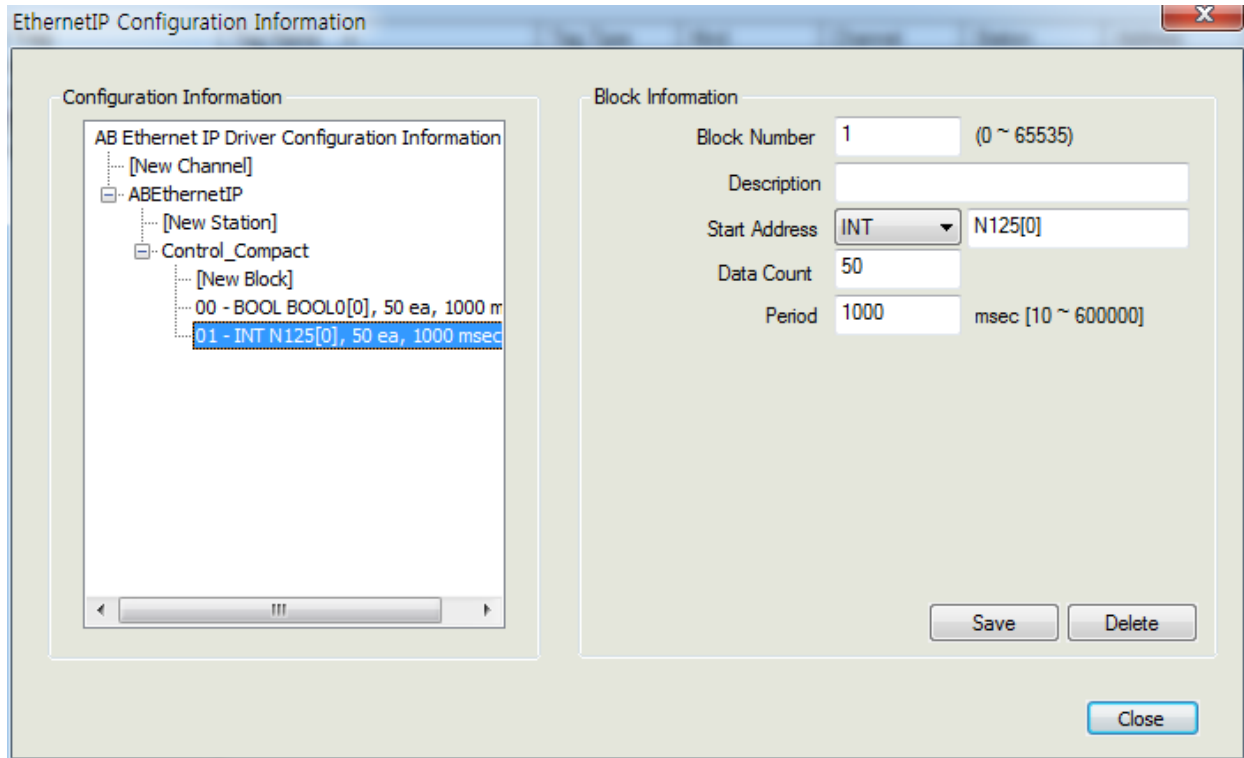 EthernetIP Configuration Information
Configuration Information
AB Ethernet IP Driver Configuration Information
[New Channel]
ABEthernetIP
[New Station]
Control_Compact
[New Block]
00 - BOOL BOOL0[0], 50 ea, 1000 m
01 - INT N125[0], 50 ea, 1000 msec
Block Information
Block Number 1 (0 ~ 65535)
Description
Start Address INT N125[0]
Data Count 50
Period 1000 msec [10 ~ 600000]
Save Delete
Close